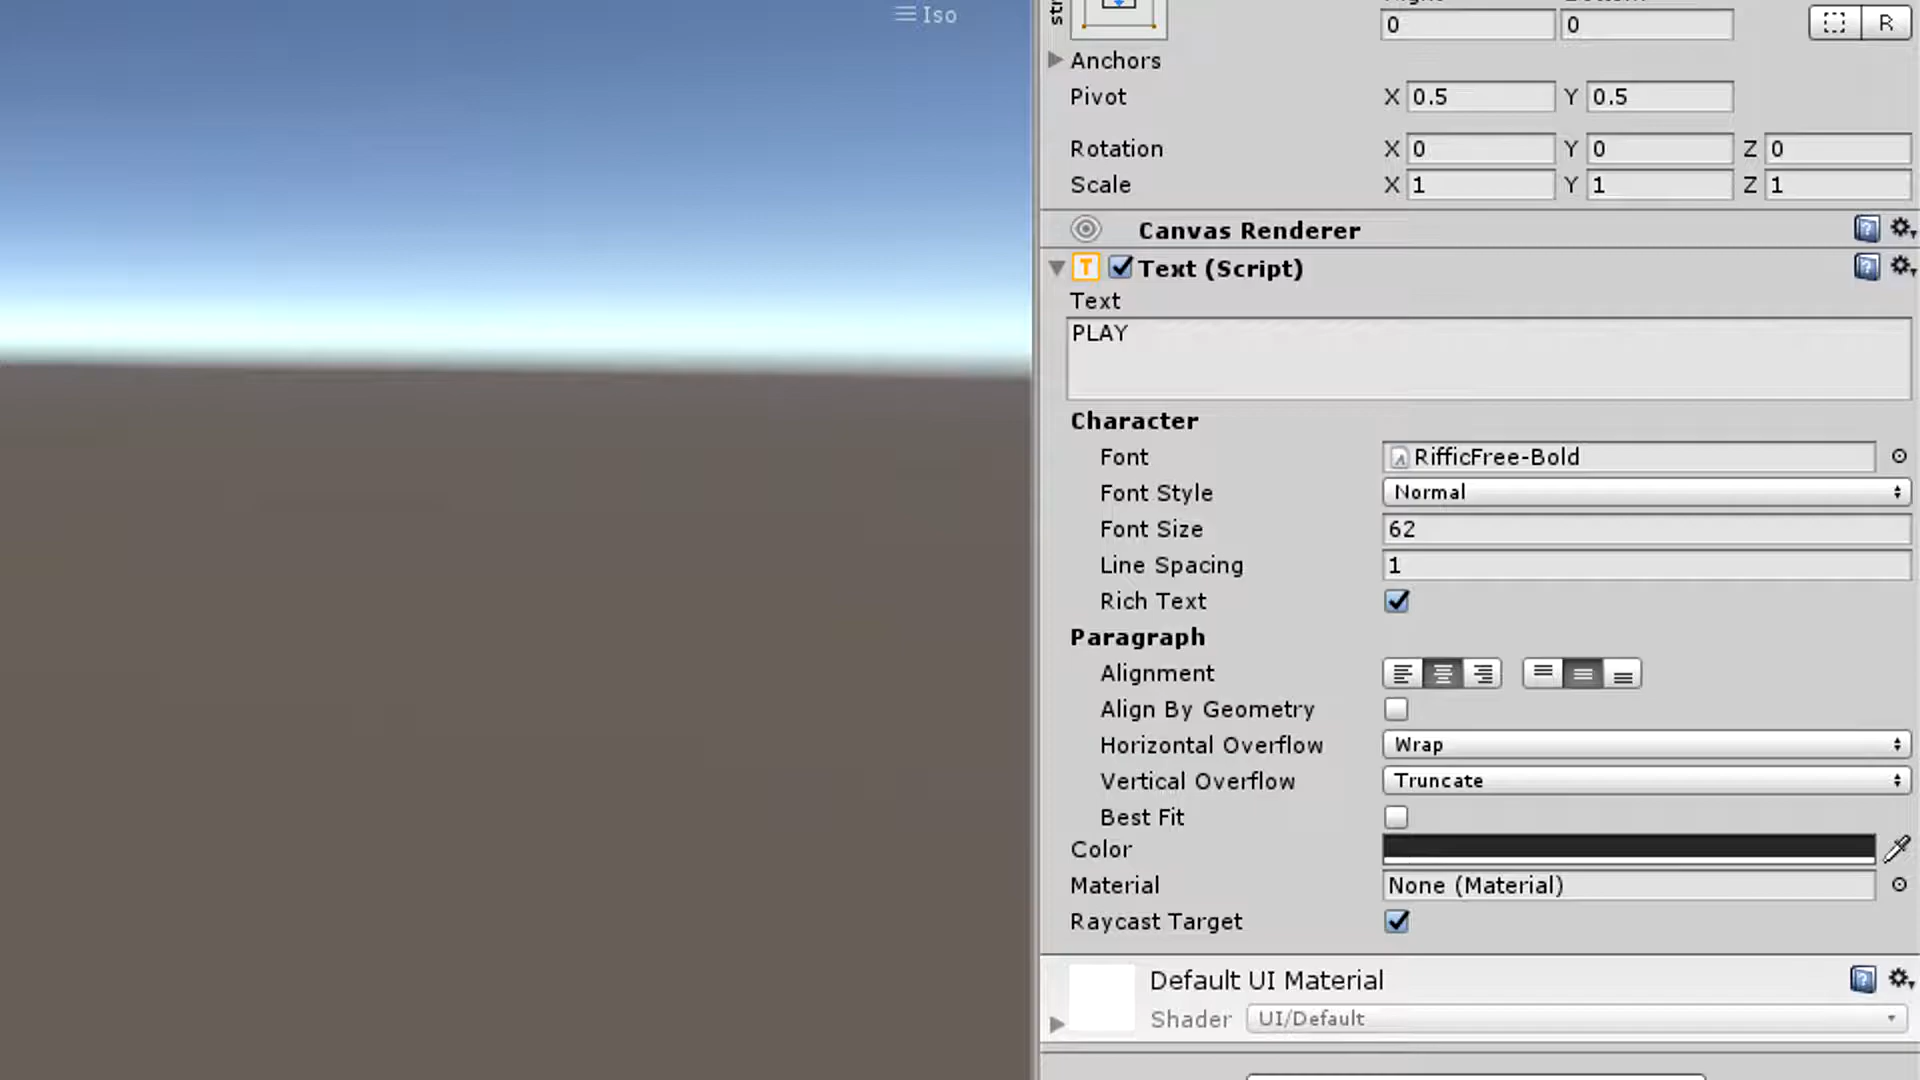 Iso
0 0 R
Anchors
Pivot X 0.5 Y 0.5
Rotation X 0 Y 0 Z 0
Scale X 1 Y 1 Z 1
Canvas Renderer
T Text (Script)
Text
PLAY
Character
Font RifficFree-Bold
Font Style Normal
Font Size 62
Line Spacing 1
Rich Text
Paragraph
Alignment
Align By Geometry
Horizontal Overflow Wrap
Vertical Overflow Truncate
Best Fit
Color
Material None (Material)
Raycast Target
Default UI Material
Shader UI/Default